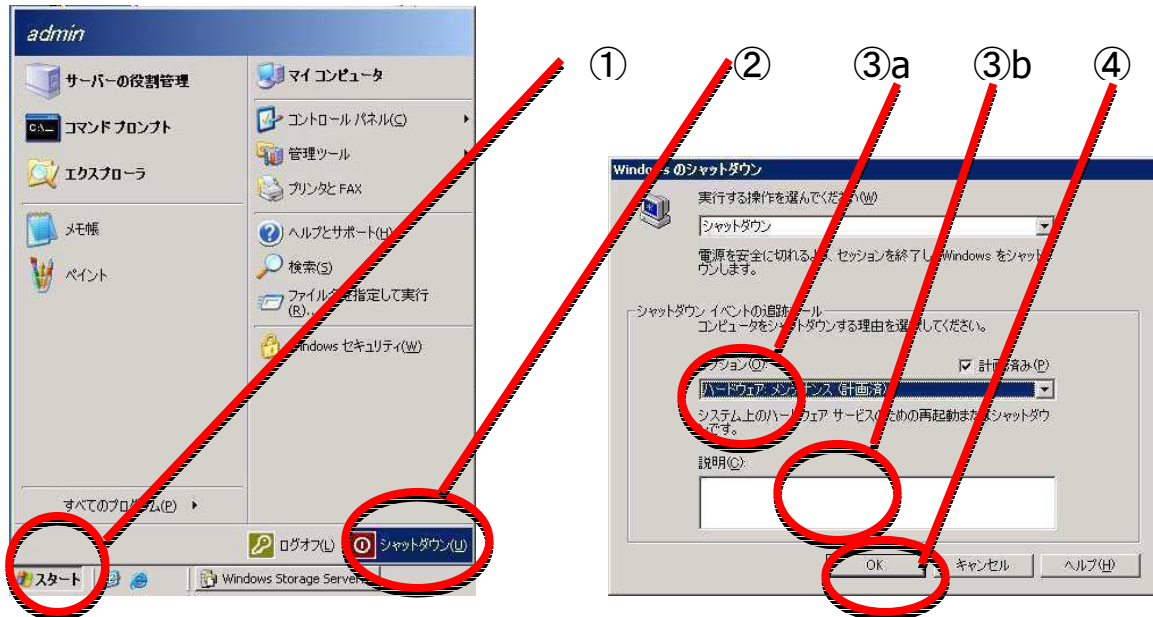 admin
サーバーの役割管理
コマンド プロンプト
エクスプローラ
メモ帳
ペイント
すべてのプログラム(P)
マイ コンピュータ
コントロール パネル(C)
管理ツール
プリンタと FAX
ヘルプとサポート(H)
検索(S)
ファイル名を指定して実行
(R)...
Windows セキュリティ(W)
ログオフ(L)
シャットダウン(U)
スタート
Windows Storage Server
① ② ③a ③b ④
Windows のシャットダウン
実行する操作を選んでください(W)
シャットダウン
電源を安全に切れるよう、セッションを終了し、Windows をシャットダ
ウンします。
シャットダウン イベントの追跡ツール
コンピュータをシャットダウンする理由を選択してください。
オプション(O):
計画済み(P)
ハードウェア: メンテナンス (計画済)
システム上のハードウェア サービスのための再起動またはシャットダウ
ンです。
説明(C):
OK
キャンセル
ヘルプ(H)